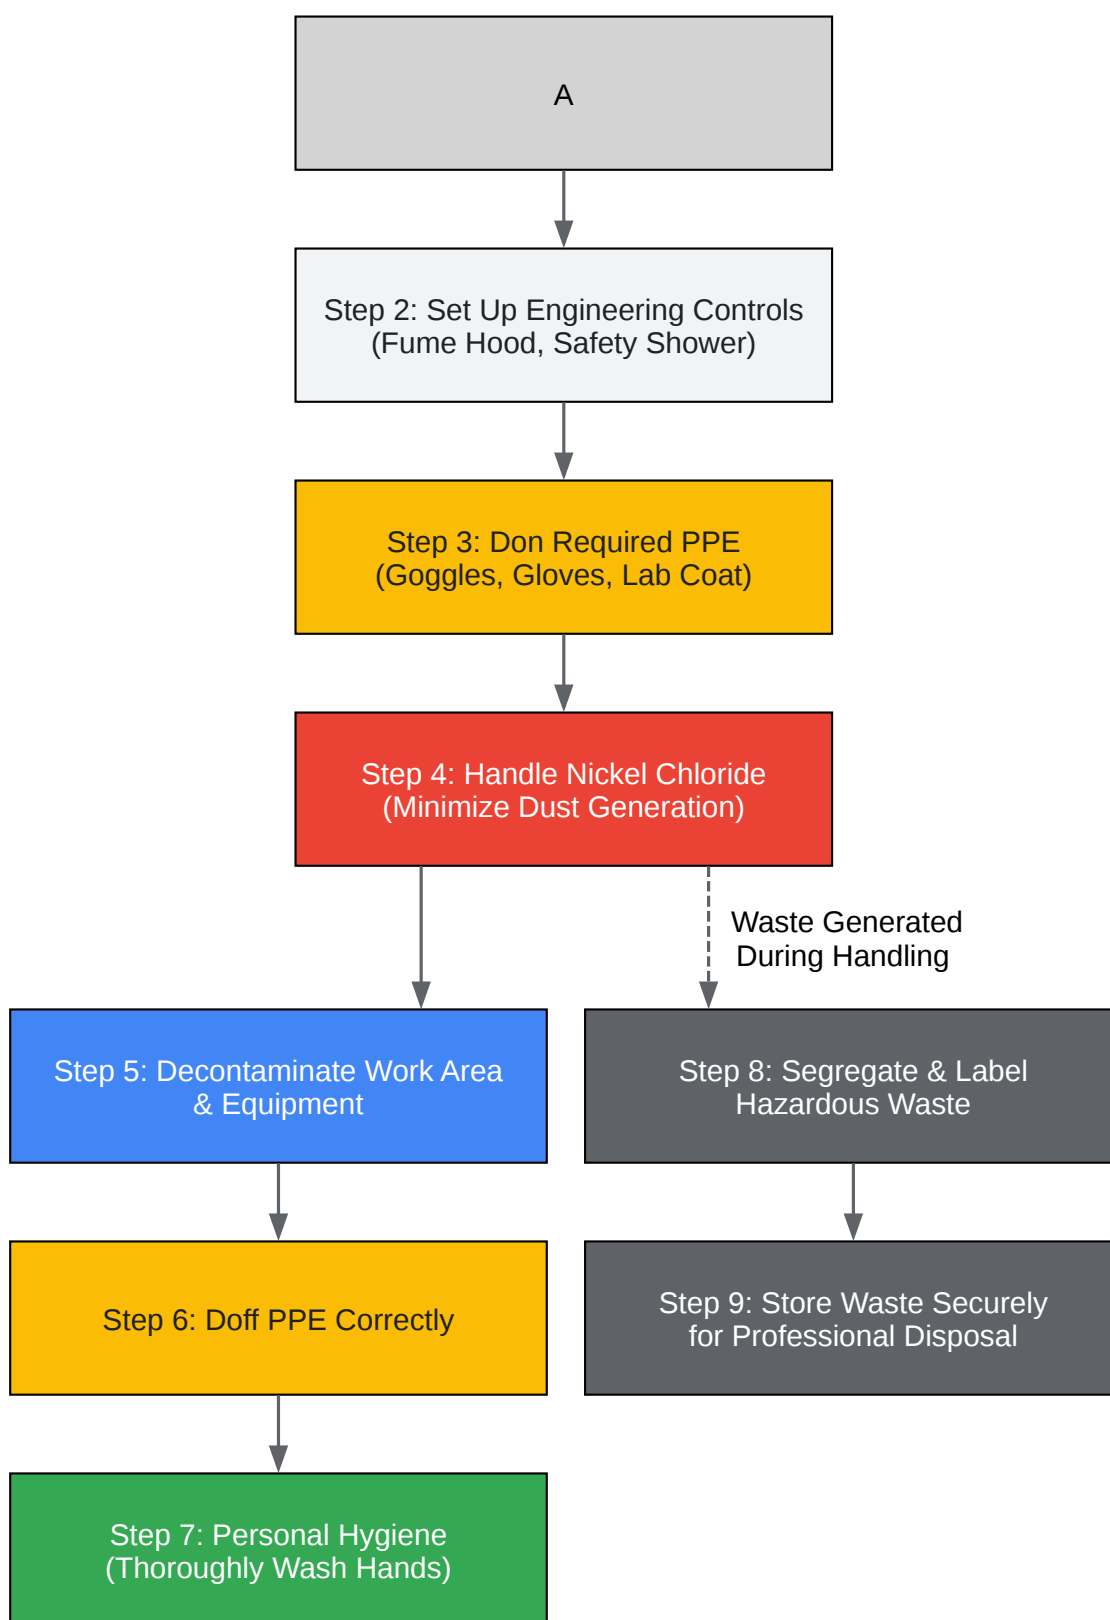 A
Step 2: Set Up Engineering Controls
(Fume Hood, Safety Shower)
Step 3: Don Required PPE
(Goggles, Gloves, Lab Coat)
Step 4: Handle Nickel Chloride
(Minimize Dust Generation)
Waste Generated
During Handling
Step 5: Decontaminate Work Area
& Equipment
Step 8: Segregate & Label
Hazardous Waste
Step 6: Doff PPE Correctly
Step 9: Store Waste Securely
for Professional Disposal
Step 7: Personal Hygiene
(Thoroughly Wash Hands)